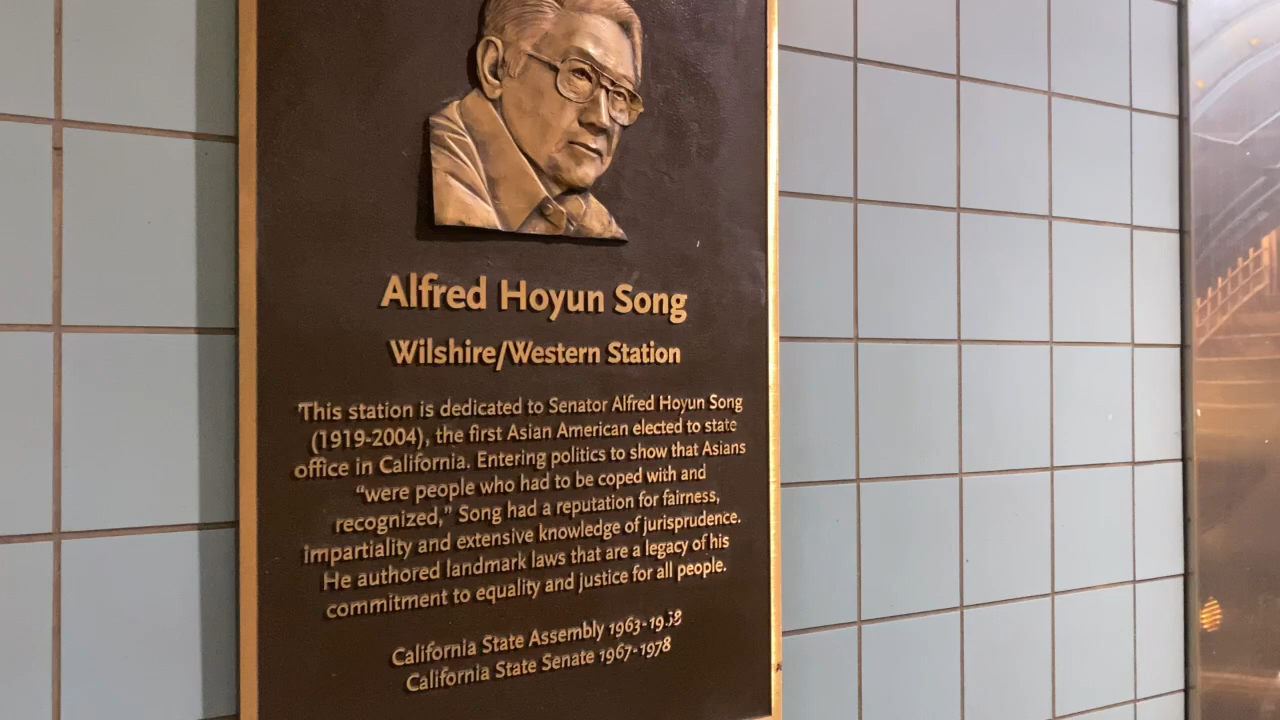 Alfred Hoyun Song
Wilshire/Western Station
This station is dedicated to Senator Alfred Hoyun Song
(1919-2004), the first Asian American elected to state
office in California. Entering politics to show that Asians
“were people who had to be coped with and
recognized,” Song had a reputation for fairness,
impartiality and extensive knowledge of jurisprudence.
He authored landmark laws that are a legacy of his
commitment to equality and justice for all people.
California State Assembly
California State Senate 1967-1978